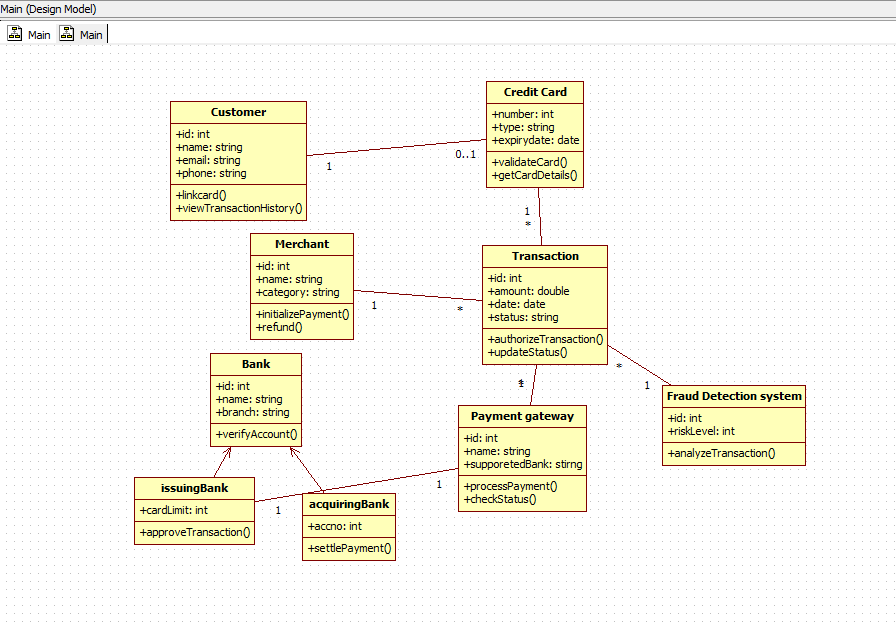 Main (Design Model)
Main
Main
Customer
+id: int
+name: string
+email: string
+phone: string
+linkcard()
+viewTransactionHistory()
1
0..1
Credit Card
+number: int
+type: string
+expirydate: date
+validateCard()
+getCardDetails()
1
*
Merchant
+id: int
+name: string
+category: string
+initializePayment()
+refund()
1
*
Transaction
+id: int
+amount: double
+date: date
+status: string
+authorizeTransaction()
+updateStatus()
*
1
Bank
+id: int
+name: string
+branch: string
+verifyAccount()
*
1
Fraud Detection system
+id: int
+riskLevel: int
+analyzeTransaction()
Payment gateway
+id: int
+name: string
+supporetedBank: stirng
+processPayment()
+checkStatus()
issuingBank
+cardLimit: int
+approveTransaction()
1
1
acquiringBank
+accno: int
+settlePayment()